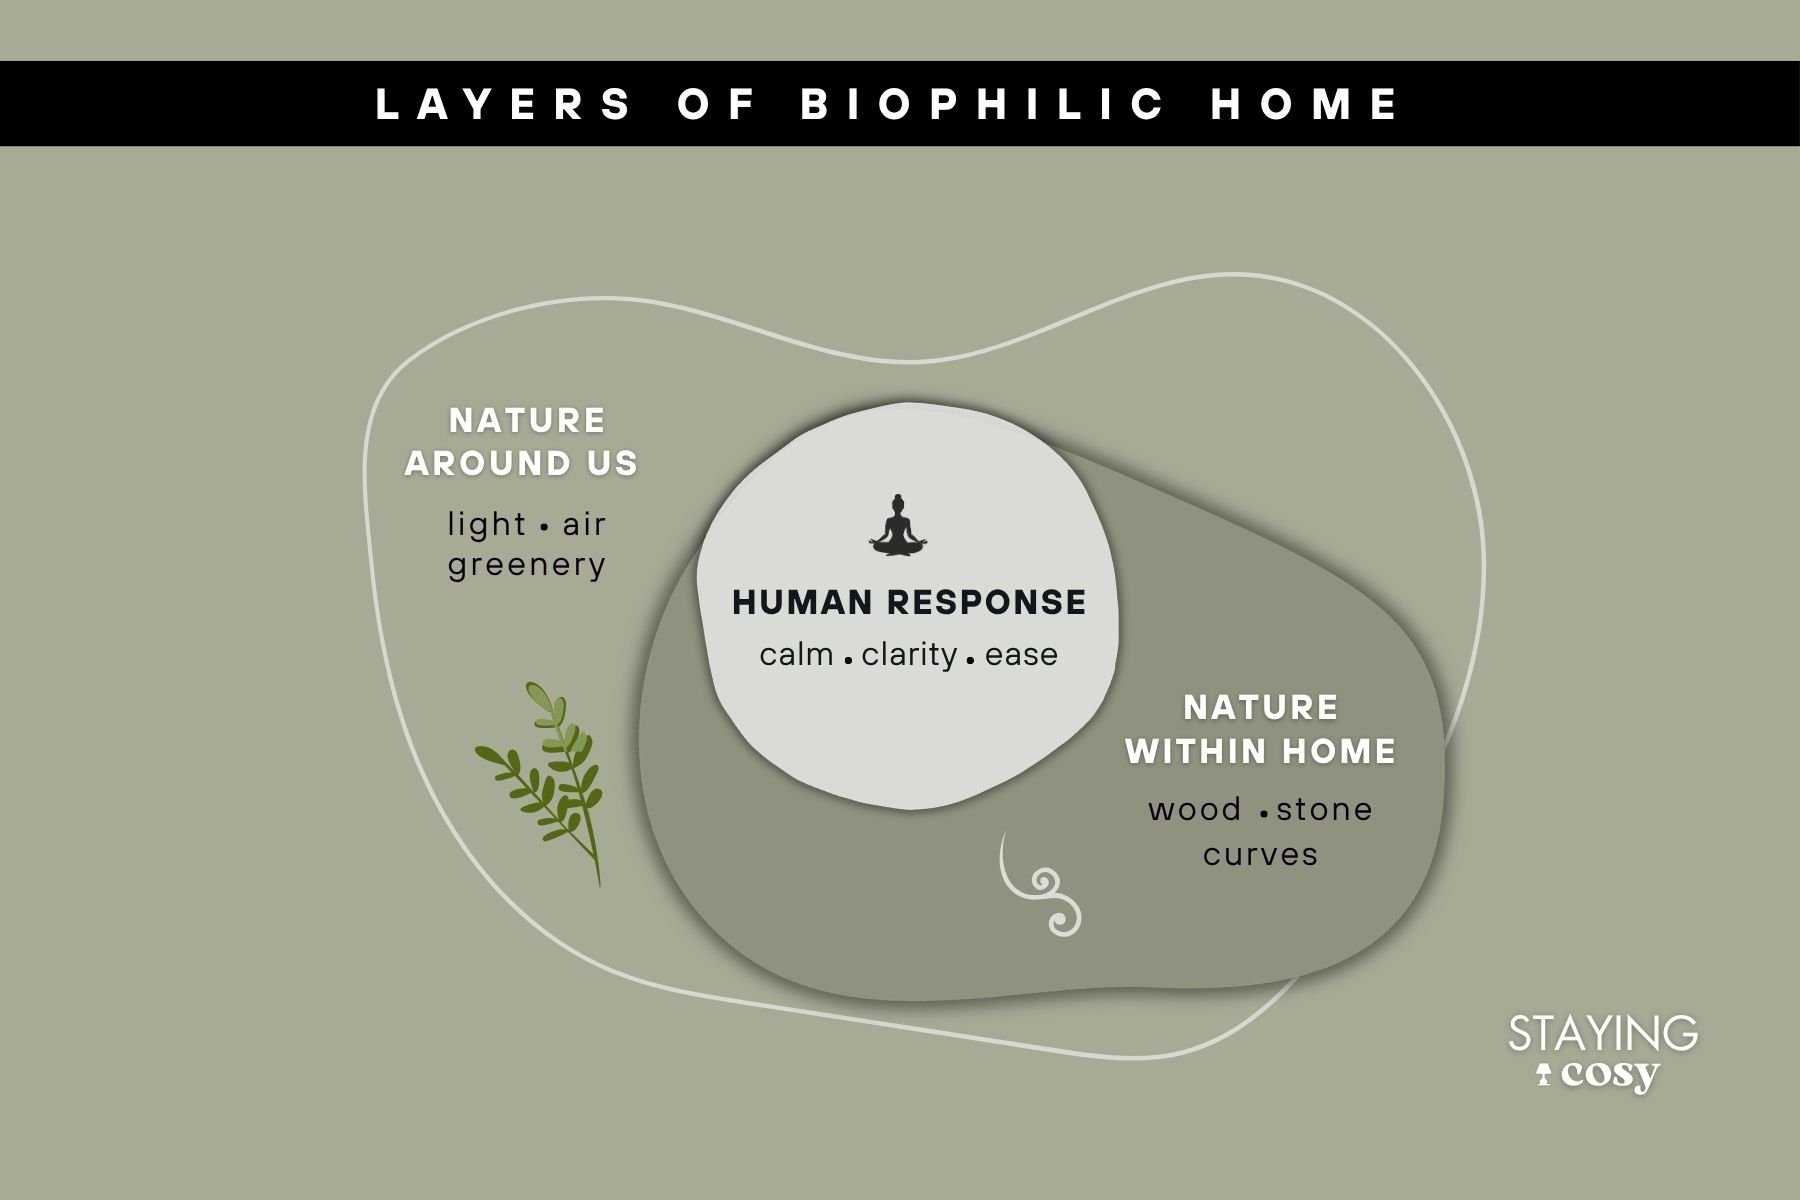 LAYERS OF BIOPHILIC HOME
NATURE
AROUND US
light • air
greenery
HUMAN RESPONSE
calm . clarity . ease
NATURE
WITHIN HOME
wood • stone
curves
STAYING
cosy